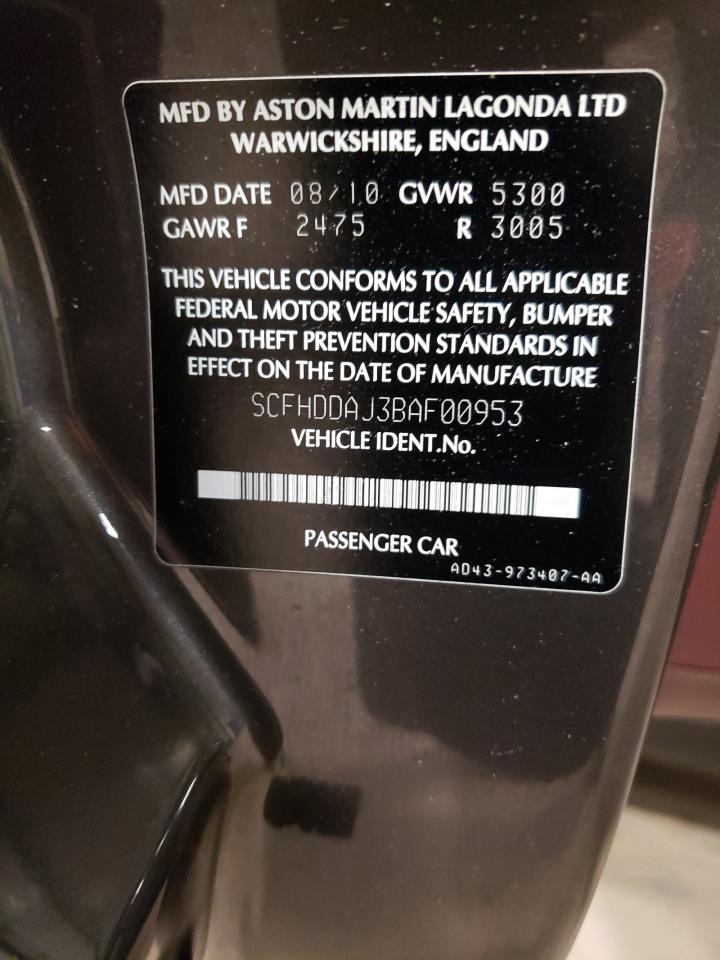 MFD BY ASTON MARTIN LAGONDA LTD
WARWICKSHIRE, ENGLAND
MFD DATE 08/10 GVWR 5300
GAWR F 2475 R 3005
THIS VEHICLE CONFORMS TO ALL APPLICABLE
FEDERAL MOTOR VEHICLE SAFETY, BUMPER
AND THEFT PREVENTION STANDARDS IN
EFFECT ON THE DATE OF MANUFACTURE
SCFHDDAJ3BAF00953
VEHICLE IDENT.No.
PASSENGER CAR
AD43-973407-AA